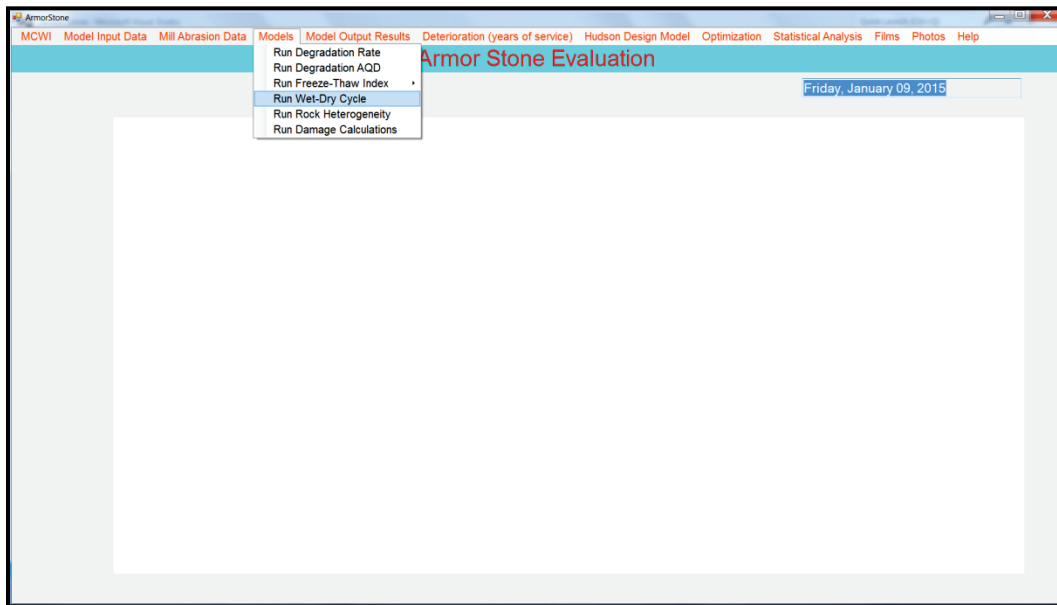 ArmorStone
MCWI Model Input Data Mill Abrasion Data Models Model Output Results Deterioration (years of service) Hudson Design Model Optimization Statistical Analysis Films Photos Help
Armor Stone Evaluation
Run Degradation Rate
Run Degradation AQD
Run Freeze-Thaw Index
Run Wet-Dry Cycle
Run Rock Heterogeneity
Run Damage Calculations
Friday, January 09, 2015